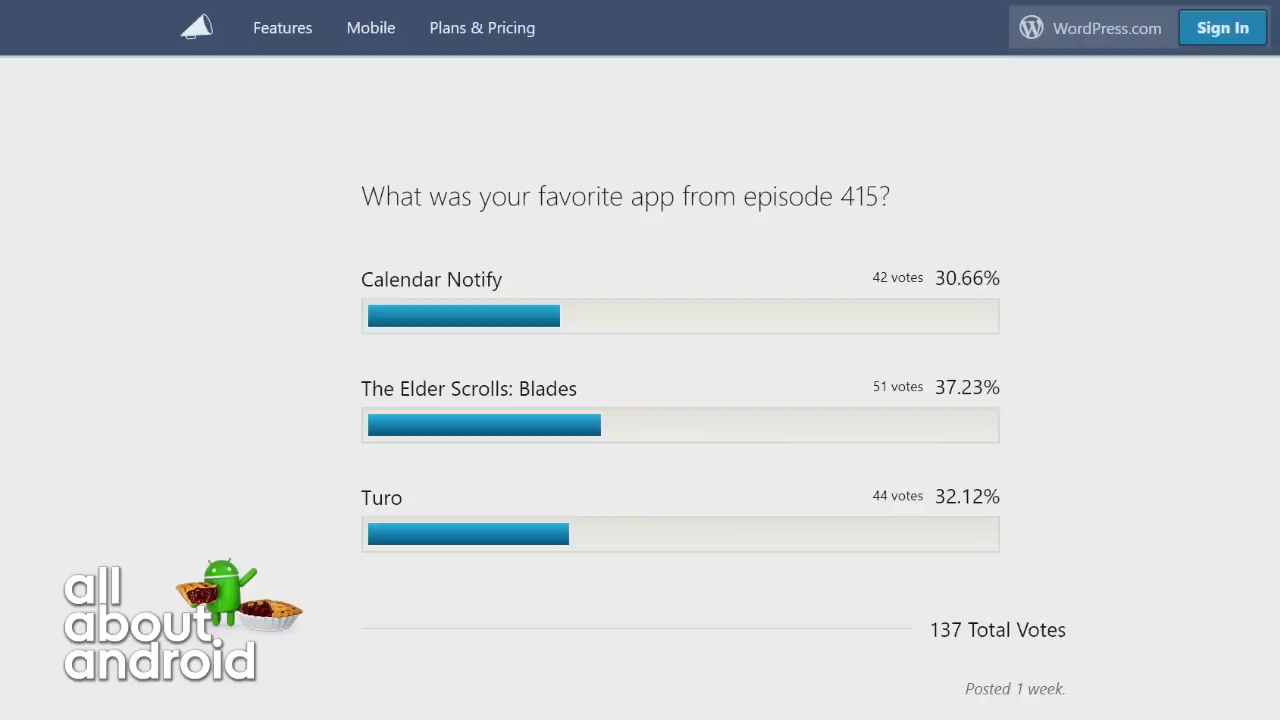 Features Mobile Plans & Pricing WordPress.com Sign In
What was your favorite app from episode 415?
Calendar Notify 42 votes 30.66%
The Elder Scrolls: Blades 51 votes 37.23%
Turo 44 votes 32.12%
all
about
android
137 Total Votes
Posted 1 week.